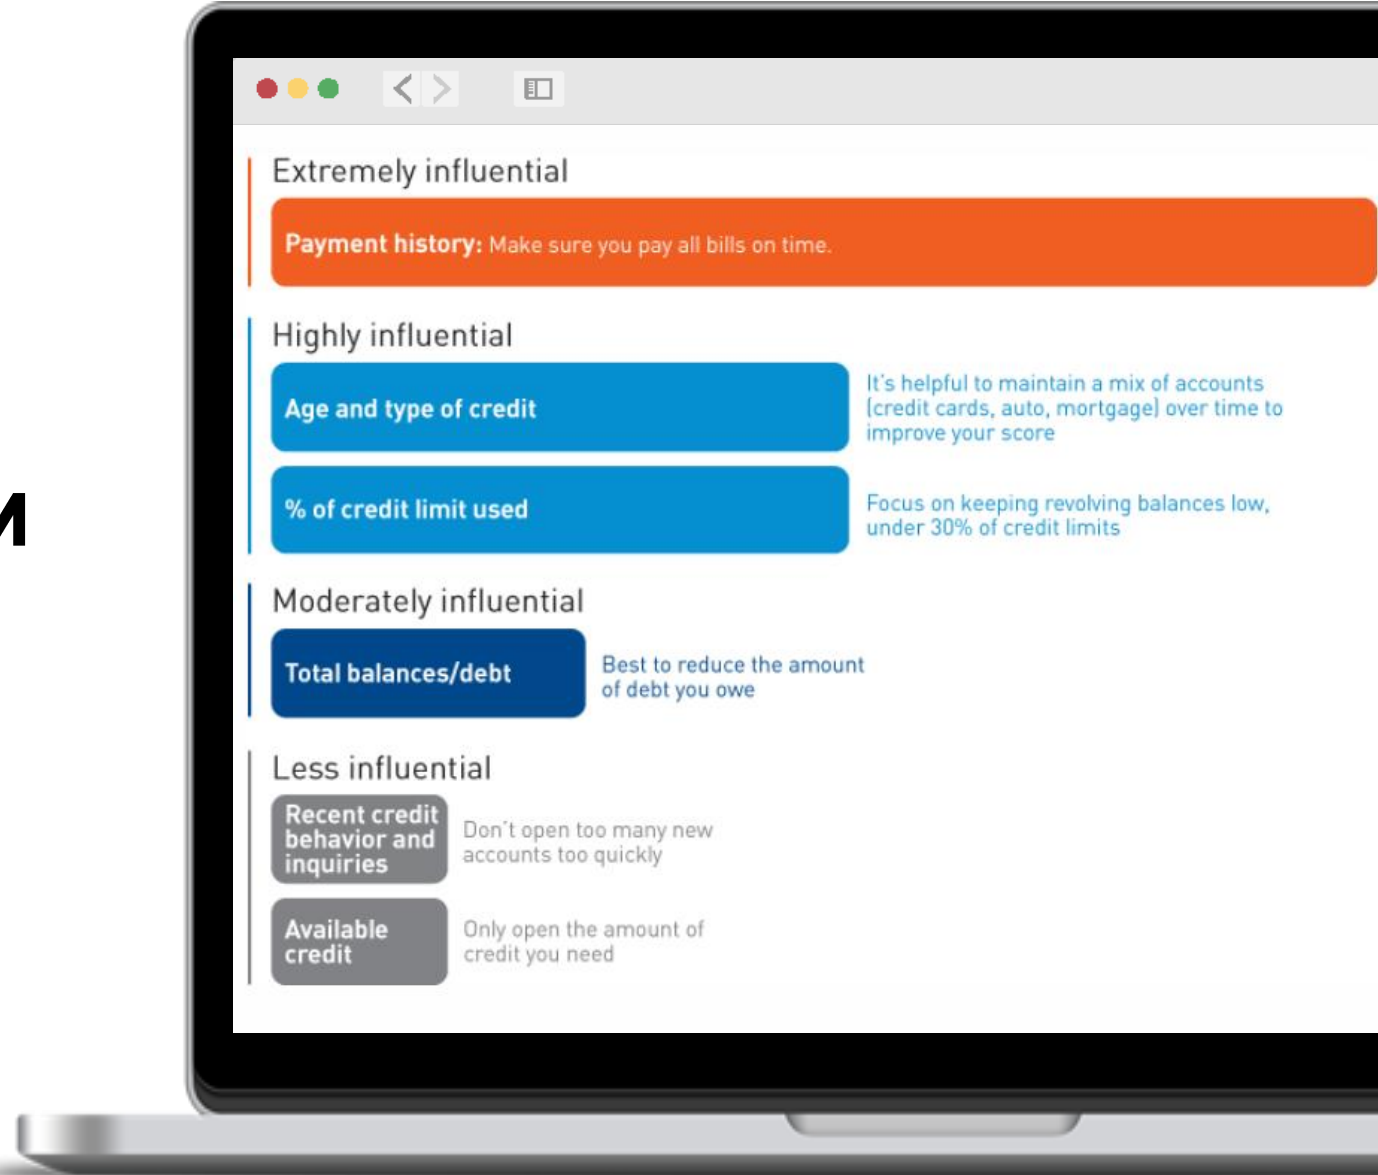 Extremely influential
Payment history: Make sure you pay all bills on time.
Highly influential
Age and type of credit
It's helpful to maintain a mix of accounts
(credit cards, auto, mortgage) over time to
improve your score
% of credit limit used
Focus on keeping revolving balances low,
under 30% of credit limits
Moderately influential
Total balances/debt
Best to reduce the amount
of debt you owe
Less influential
Recent credit
behavior and
inquiries
Don't open too many new
accounts too quickly
Available
credit
Only open the amount of
credit you need